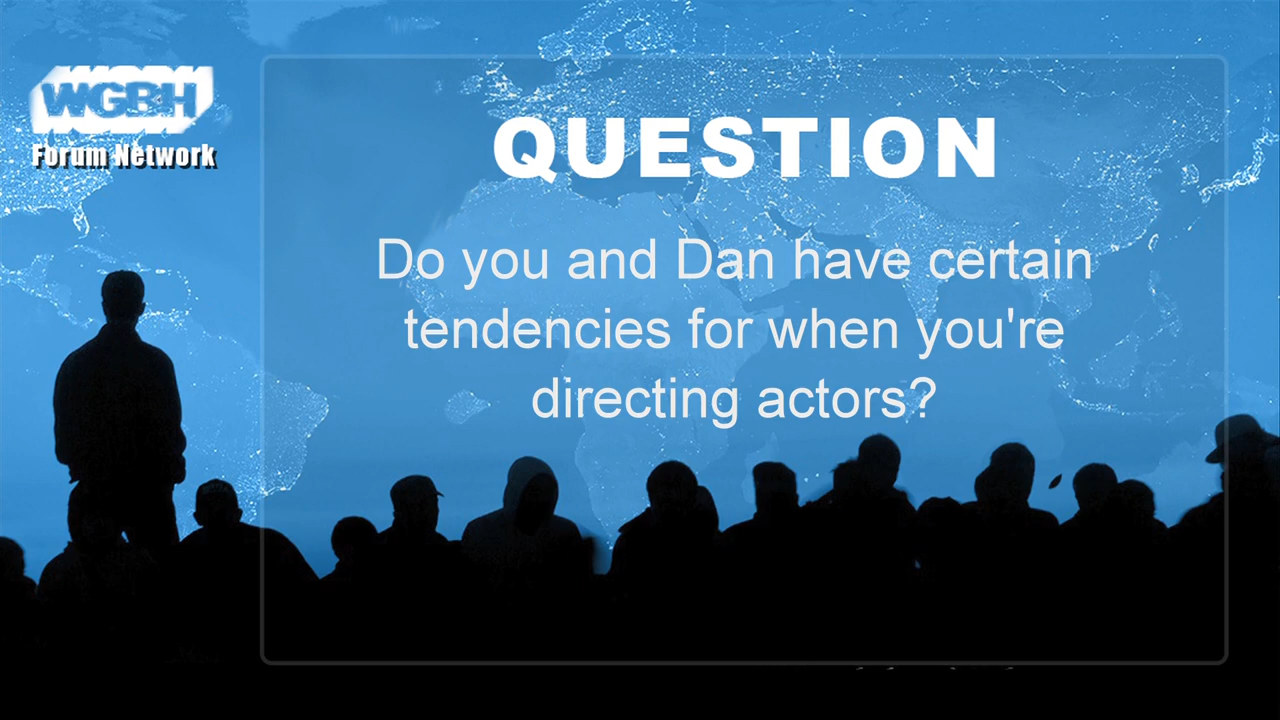 WGBH
Forum Network
QUESTION
Do you and Dan have certain
tendencies for when you're
directing actors?